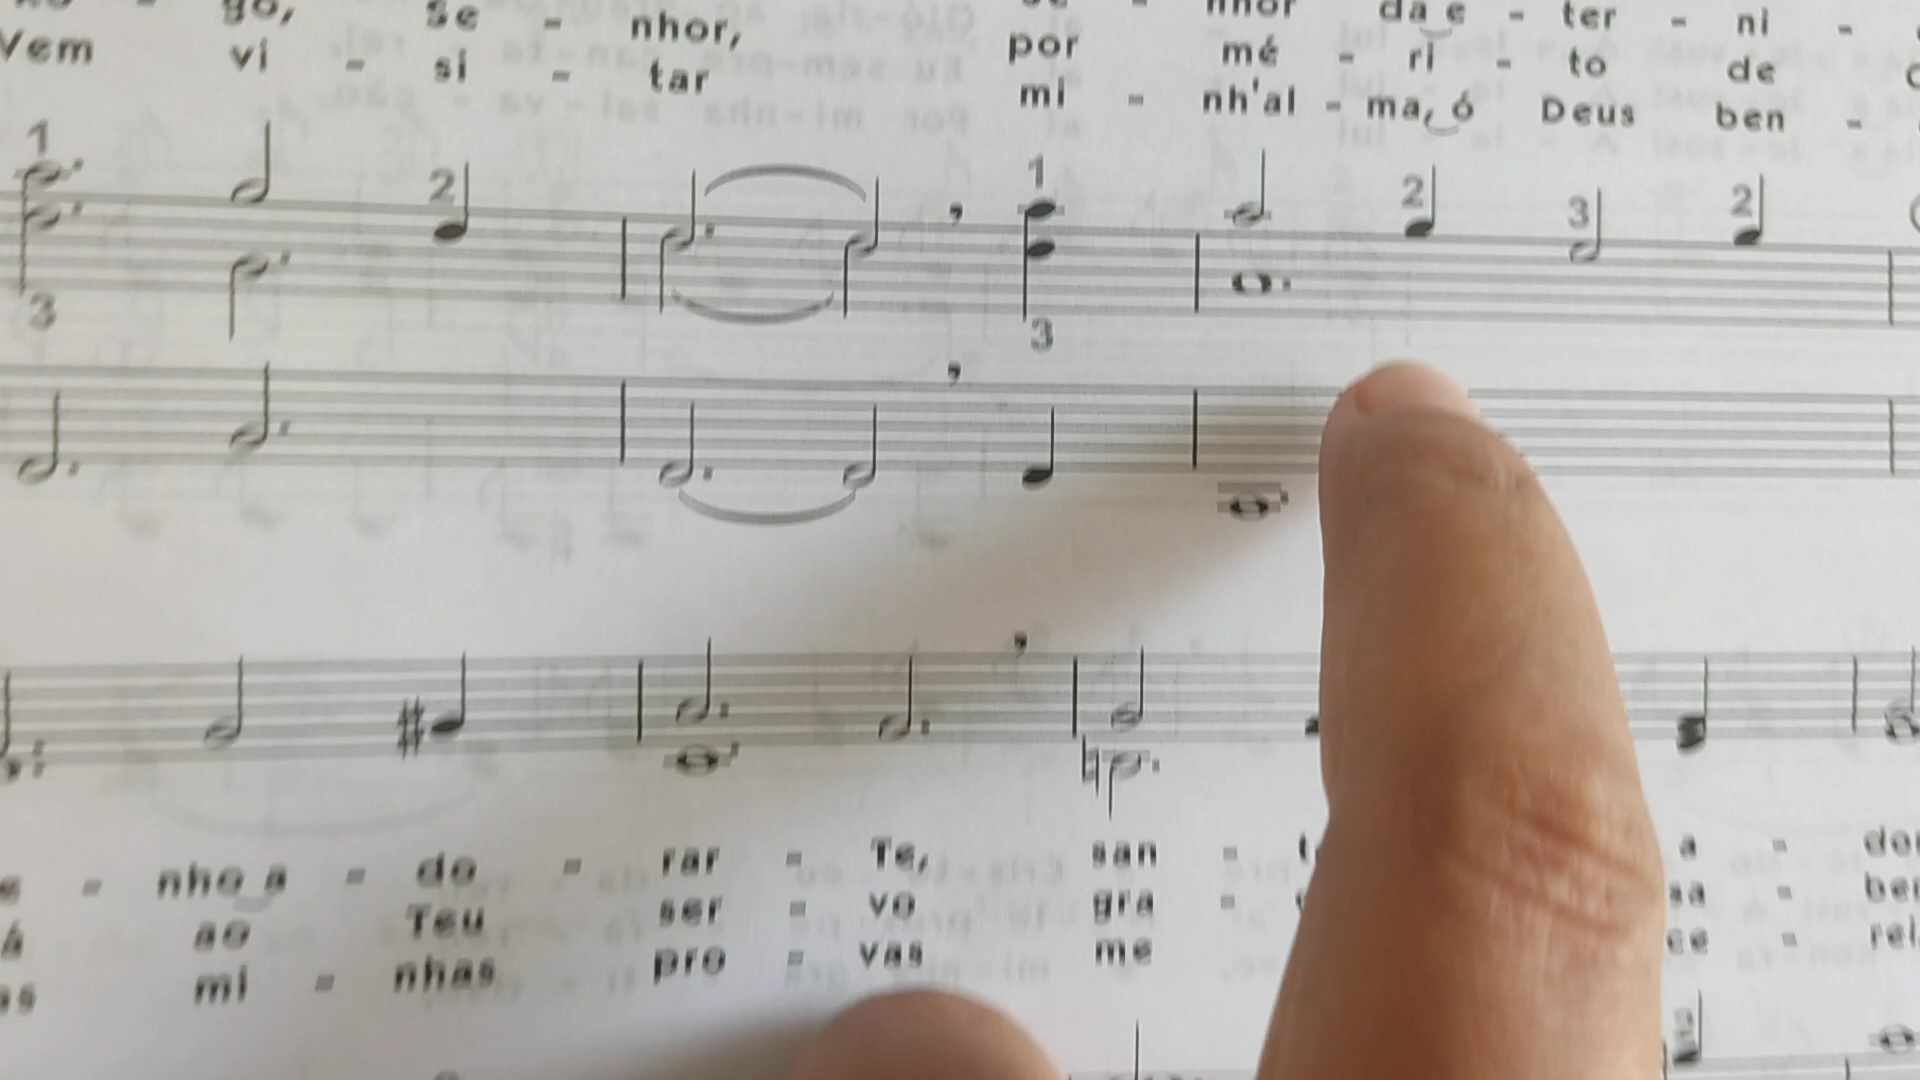 go, Se - nhor, - nhor da e - ter - ni -
Vem vi - si - tar por mé - ri - to de
mi - nh'al - ma, ó Deus ben -
1 2 1 2 3 2
3 3
- nho a - do - rar - Te, san - a - do
á ao Teu ser - vo gra - sa - ber
mi - nhas pro - vas me ce - rei
2